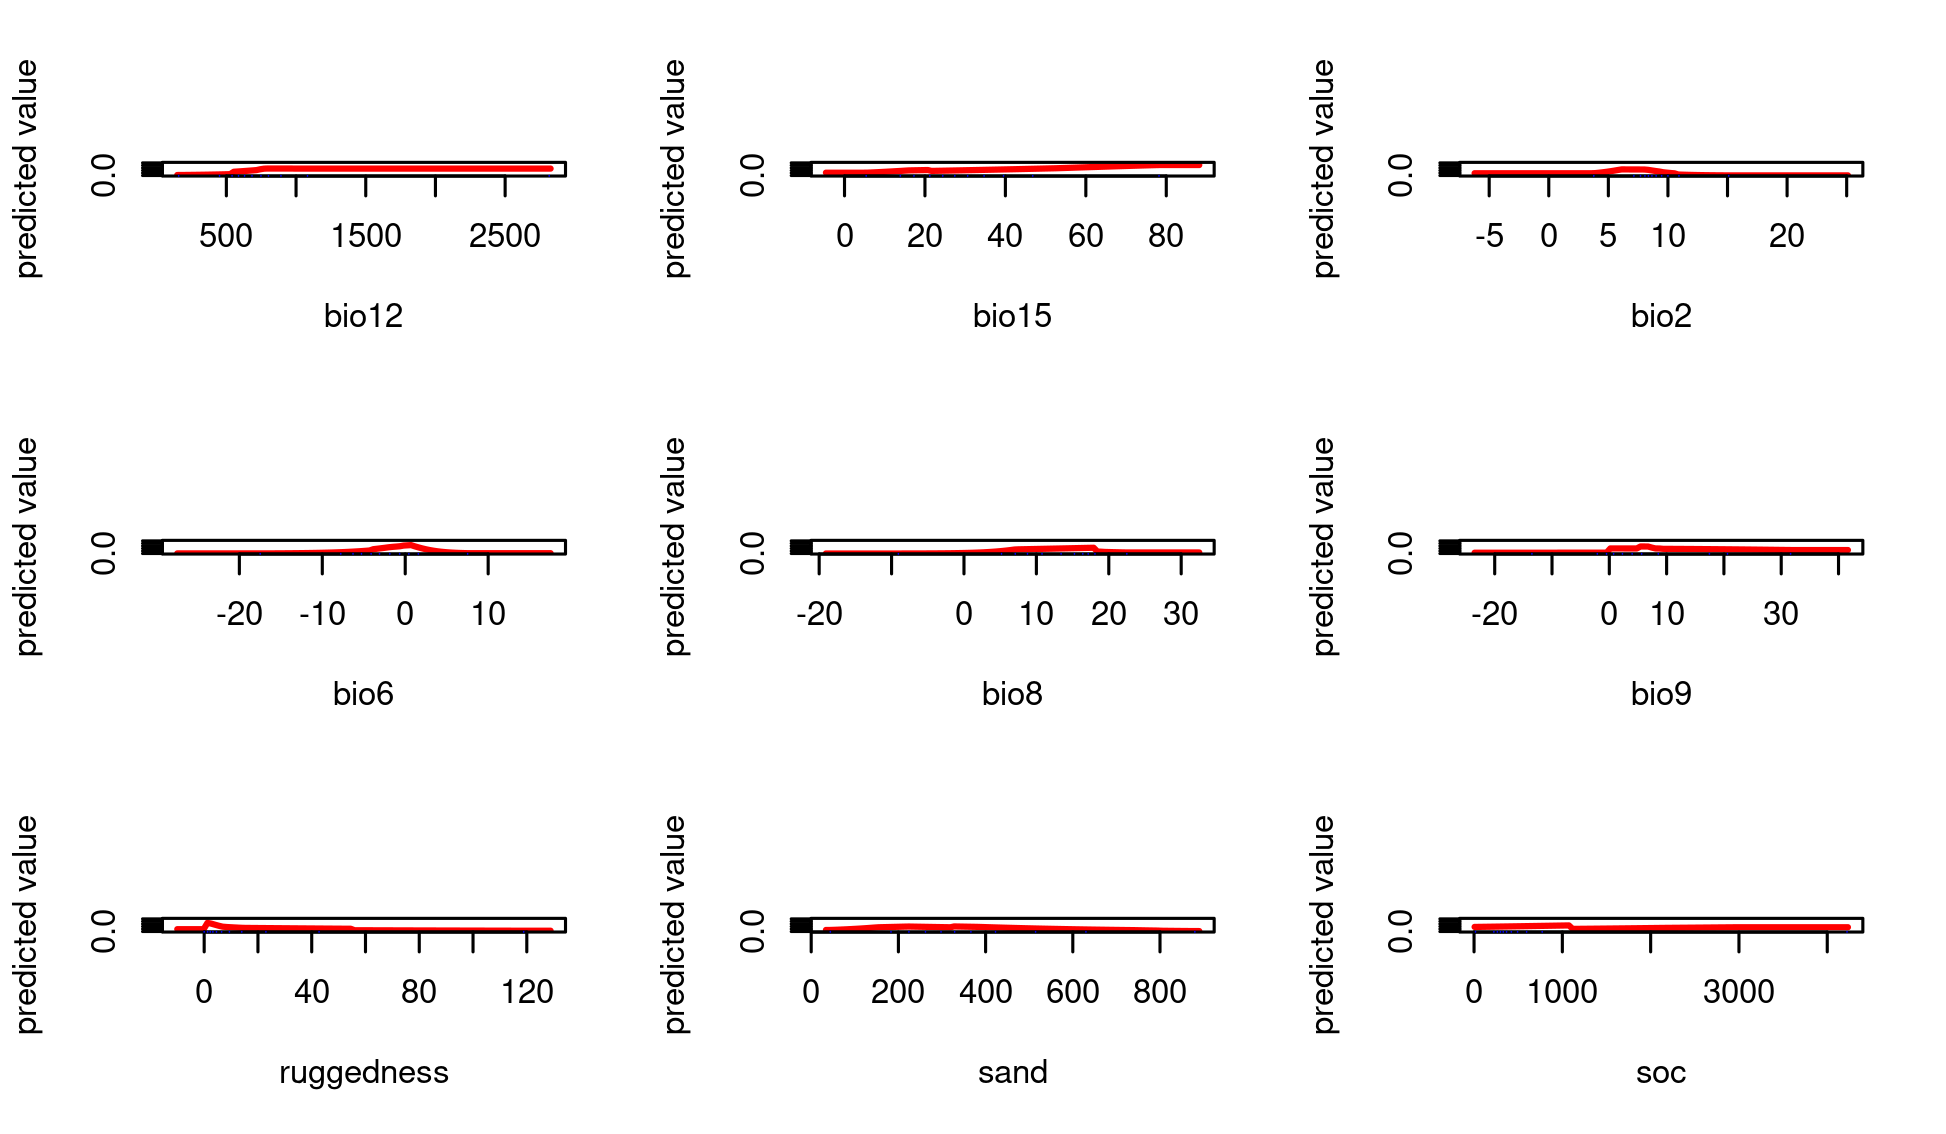 predicted value
0.0
500 1500 2500
bio12
predicted value
0.0
0 20 40 60 80
bio15
predicted value
0.0
-5 0 5 10 20
bio2
predicted value
0.0
-20 -10 0 10
bio6
predicted value
0.0
-20 0 10 20 30
bio8
predicted value
0.0
-20 0 10 30
bio9
predicted value
0.0
0 40 80 120
ruggedness
predicted value
0.0
0 200 400 600 800
sand
predicted value
0.0
0 1000 3000
soc